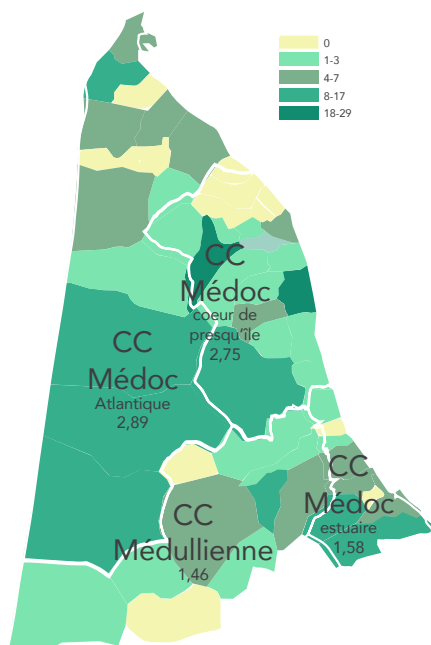 0
1-3
4-7
8-17
18-29
CC
Médoc
coeur de
presqu'île
2,75
CC
Médoc
Atlantique
2,89
CC
Médoc
estuaire
1,58
CC
Médullienne
1,46